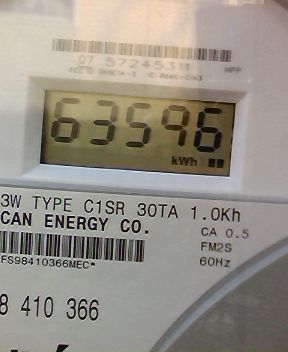 07 57245311
HPP
63596
kWh
3W TYPE C1SR 30TA 1.0Kh
CAN ENERGY CO.
CA 0.5
FM2S
60Hz
FS98410366MEC*
8 410 366